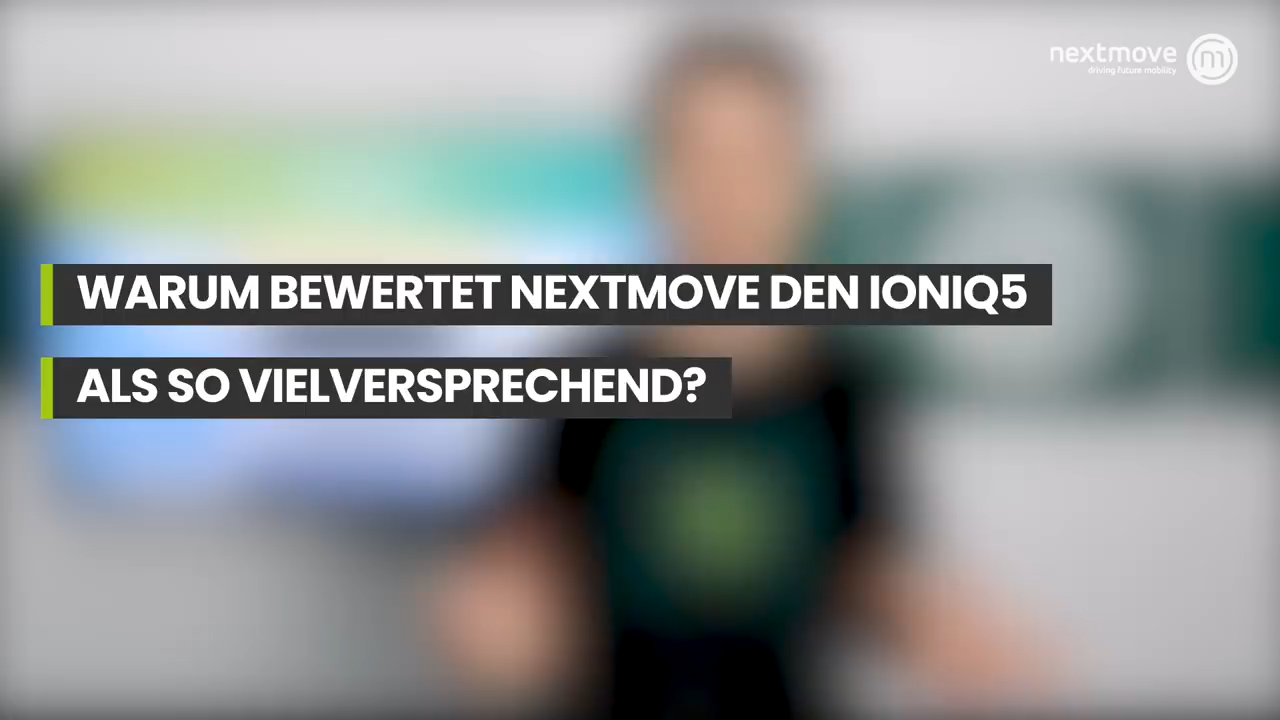 nextmove
driving future mobility
WARUM BEWERTET NEXTMOVE DEN IONIQ5
ALS SO VIELVERSPRECHEND?